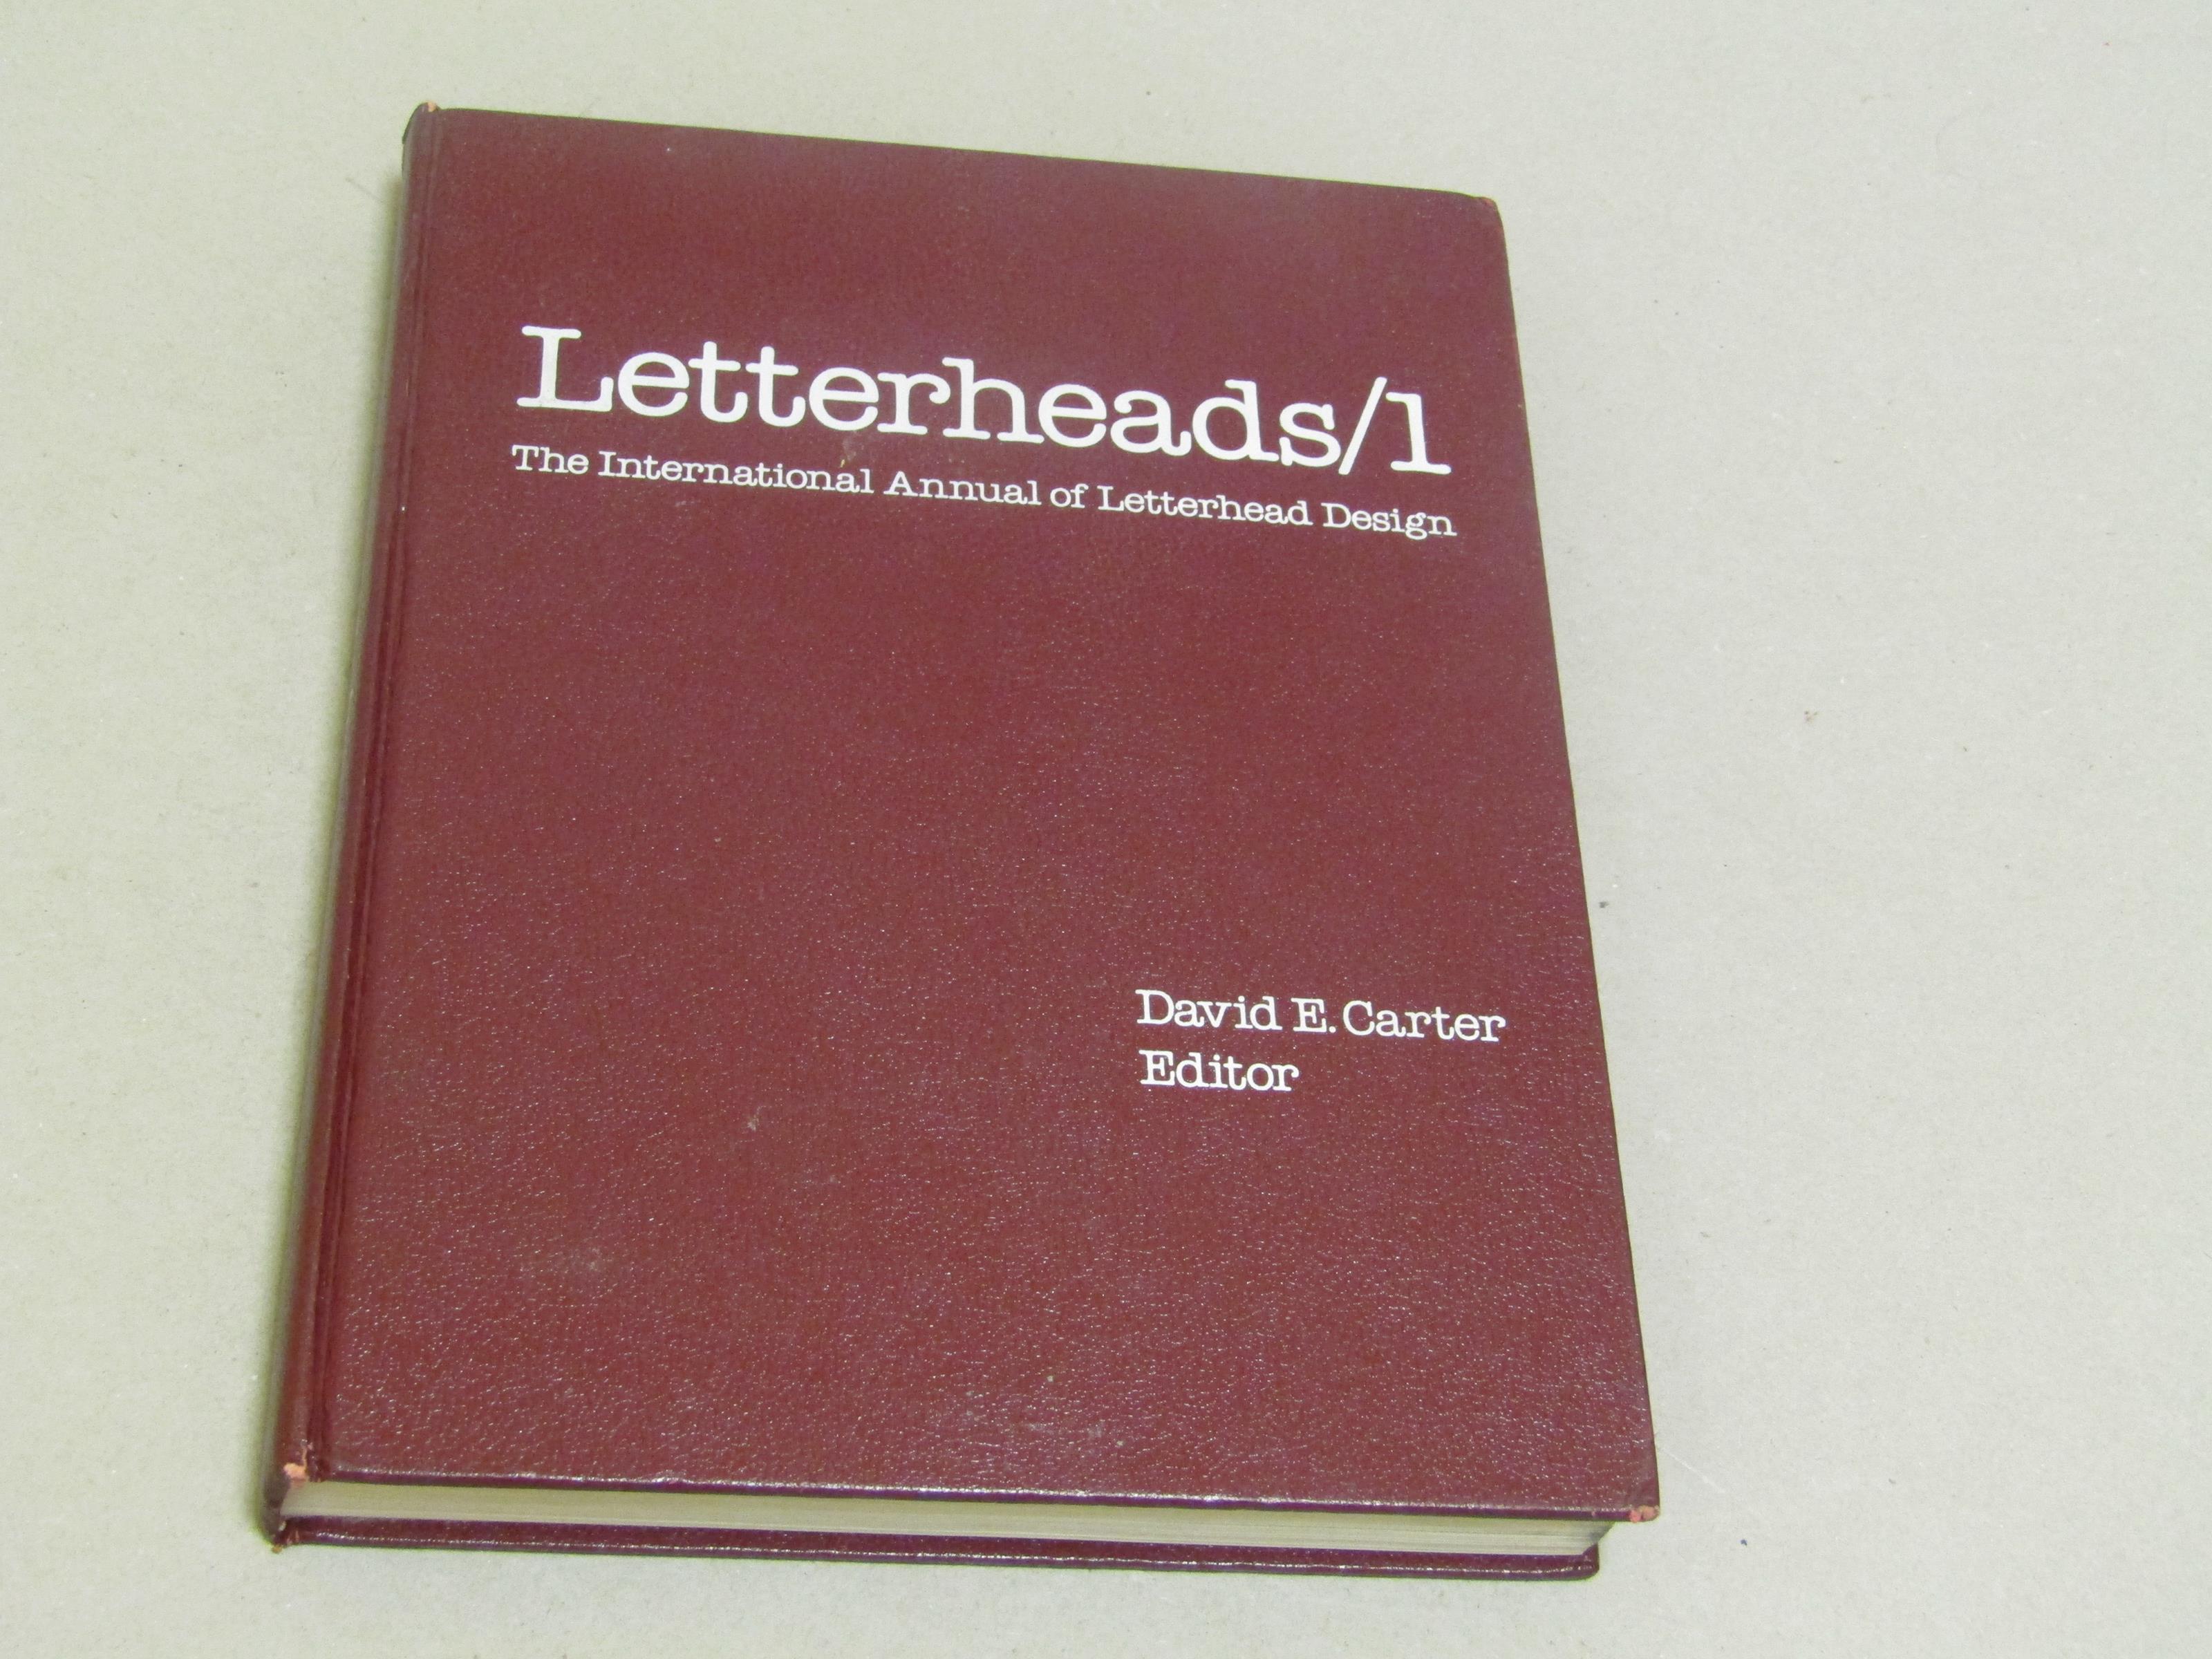 Letterheads/1
The International Annual of Letterhead Design
David E. Carter
Editor